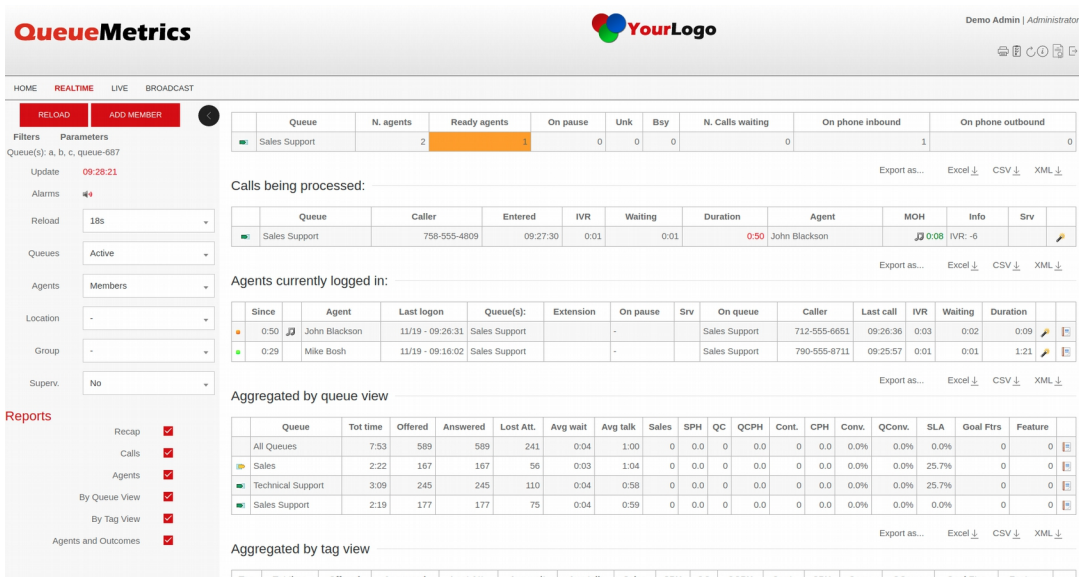 QueueMetrics
YourLogo
Demo Admin | Administrator
HOME REALTIME LIVE BROADCAST
RELOAD ADD MEMBER
Filters Parameters
Queue(s): a, b, c, queue-687
Update 09:28:21
Alarms
Reload 18s
Queues Active
Agents Members
Location -
Group -
Superv. No
Reports
Recap
Calls
Agents
By Queue View
By Tag View
Agents and Outcomes
Queue N. agents Ready agents On pause Unk Bsy N. Calls waiting On phone inbound On phone outbound
Sales Support 2 1 0 0 0 0 1 0
Export as... Excel CSV XML
Calls being processed:
Queue Caller Entered IVR Waiting Duration Agent MOH Info Srv
Sales Support 758-555-4809 09:27:30 0:01 0:01 0:50 John Blackson 0:08 IVR: -6
Export as... Excel CSV XML
Agents currently logged in:
Since Agent Last logon Queue(s): Extension On pause Srv On queue Caller Last call IVR Waiting Duration
0:50 John Blackson 11/19 - 09:26:31 Sales Support - Sales Support 712-555-6651 09:26:36 0:03 0:02 0:09
0:29 Mike Bosh 11/19 - 09:16:02 Sales Support - Sales Support 790-555-8711 09:25:57 0:01 0:01 1:21
Export as... Excel CSV XML
Aggregated by queue view
Queue Tot time Offered Answered Lost Att. Avg wait Avg talk Sales SPH QC QCPH Cont. CPH Conv. QConv. SLA Goal Ftrs Feature
All Queues 7:53 589 589 241 0:04 1:00 0 0.0 0 0.0 0 0.0 0.0% 0.0% 0.0% 0 0
Sales 2:22 167 167 56 0:03 1:04 0 0.0 0 0.0 0 0.0 0.0% 0.0% 25.7% 0 0
Technical Support 3:09 245 245 110 0:04 0:58 0 0.0 0 0.0 0 0.0 0.0% 0.0% 25.7% 0 0
Sales Support 2:19 177 177 75 0:04 0:59 0 0.0 0 0.0 0 0.0 0.0% 0.0% 0.0% 0 0
Export as... Excel CSV XML
Aggregated by tag view